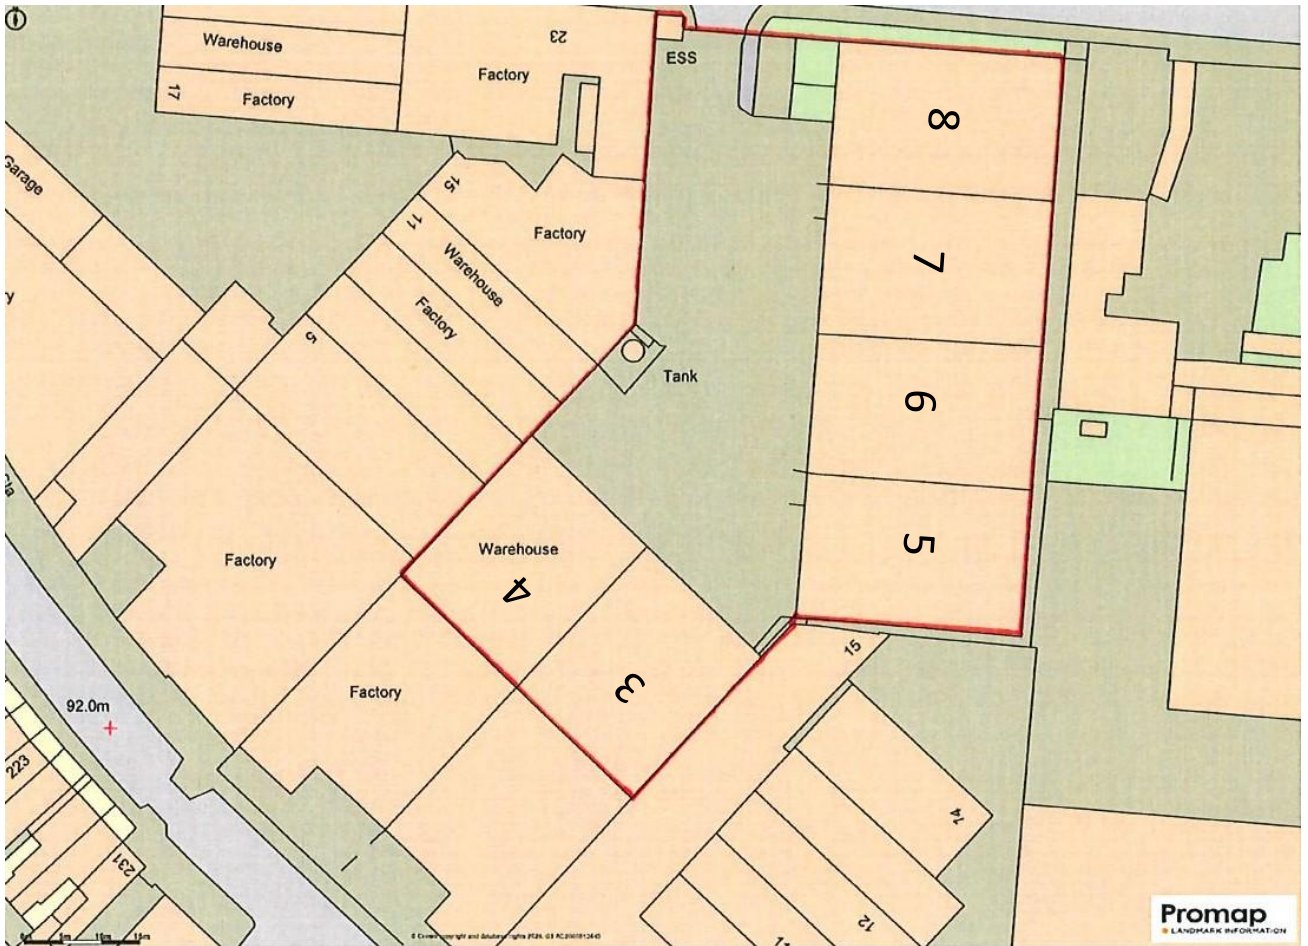 Warehouse
23
ESS
Factory
17
Factory
8
Garage
15
11
Factory
7
Warehouse
Factory
5
Tank
6
5
Warehouse
Factory
4
15
Factory
3
92.0m
223
74
231
12
Promap
LANDMARK INFORMATION